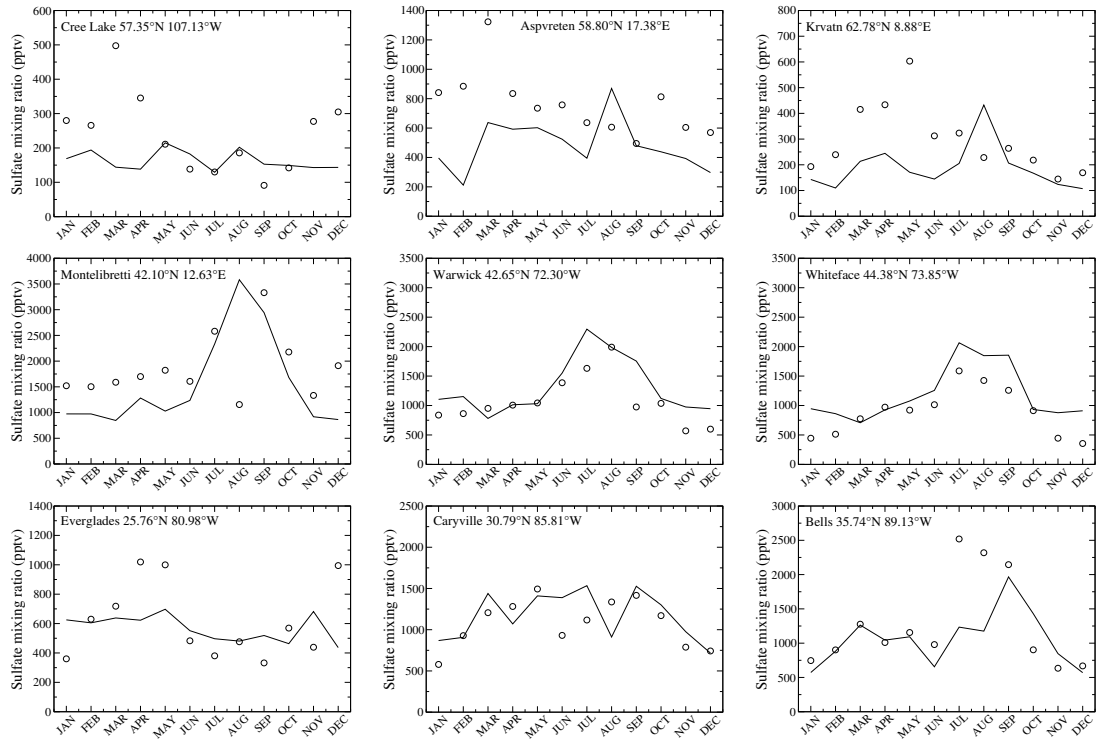 Cree Lake 57.35°N 107.13°W
Sulfate mixing ratio (pptv)
600
500
400
300
200
100
0
JAN FEB MAR APR MAY JUN JUL AUG SEP OCT NOV DEC
Aspvreten 58.80°N 17.38°E
Sulfate mixing ratio (pptv)
1400
1200
1000
800
600
400
200
0
JAN FEB MAR APR MAY JUN JUL AUG SEP OCT NOV DEC
Krvatn 62.78°N 8.88°E
Sulfate mixing ratio (pptv)
800
700
600
500
400
300
200
100
0
JAN FEB MAR APR MAY JUN JUL AUG SEP OCT NOV DEC
Montelibretti 42.10°N 12.63°E
Sulfate mixing ratio (pptv)
4000
3500
3000
2500
2000
1500
1000
500
0
JAN FEB MAR APR MAY JUN JUL AUG SEP OCT NOV DEC
Warwick 42.65°N 72.30°W
Sulfate mixing ratio (pptv)
3500
3000
2500
2000
1500
1000
500
0
JAN FEB MAR APR MAY JUN JUL AUG SEP OCT NOV DEC
Whiteface 44.38°N 73.85°W
Sulfate mixing ratio (pptv)
3500
3000
2500
2000
1500
1000
500
0
JAN FEB MAR APR MAY JUN JUL AUG SEP OCT NOV DEC
Everglades 25.76°N 80.98°W
Sulfate mixing ratio (pptv)
1400
1200
1000
800
600
400
200
0
JAN FEB MAR APR MAY JUN JUL AUG SEP OCT NOV DEC
Caryville 30.79°N 85.81°W
Sulfate mixing ratio (pptv)
2500
2000
1500
1000
500
0
JAN FEB MAR APR MAY JUN JUL AUG SEP OCT NOV DEC
Bells 35.74°N 89.13°W
Sulfate mixing ratio (pptv)
3000
2500
2000
1500
1000
500
0
JAN FEB MAR APR MAY JUN JUL AUG SEP OCT NOV DEC